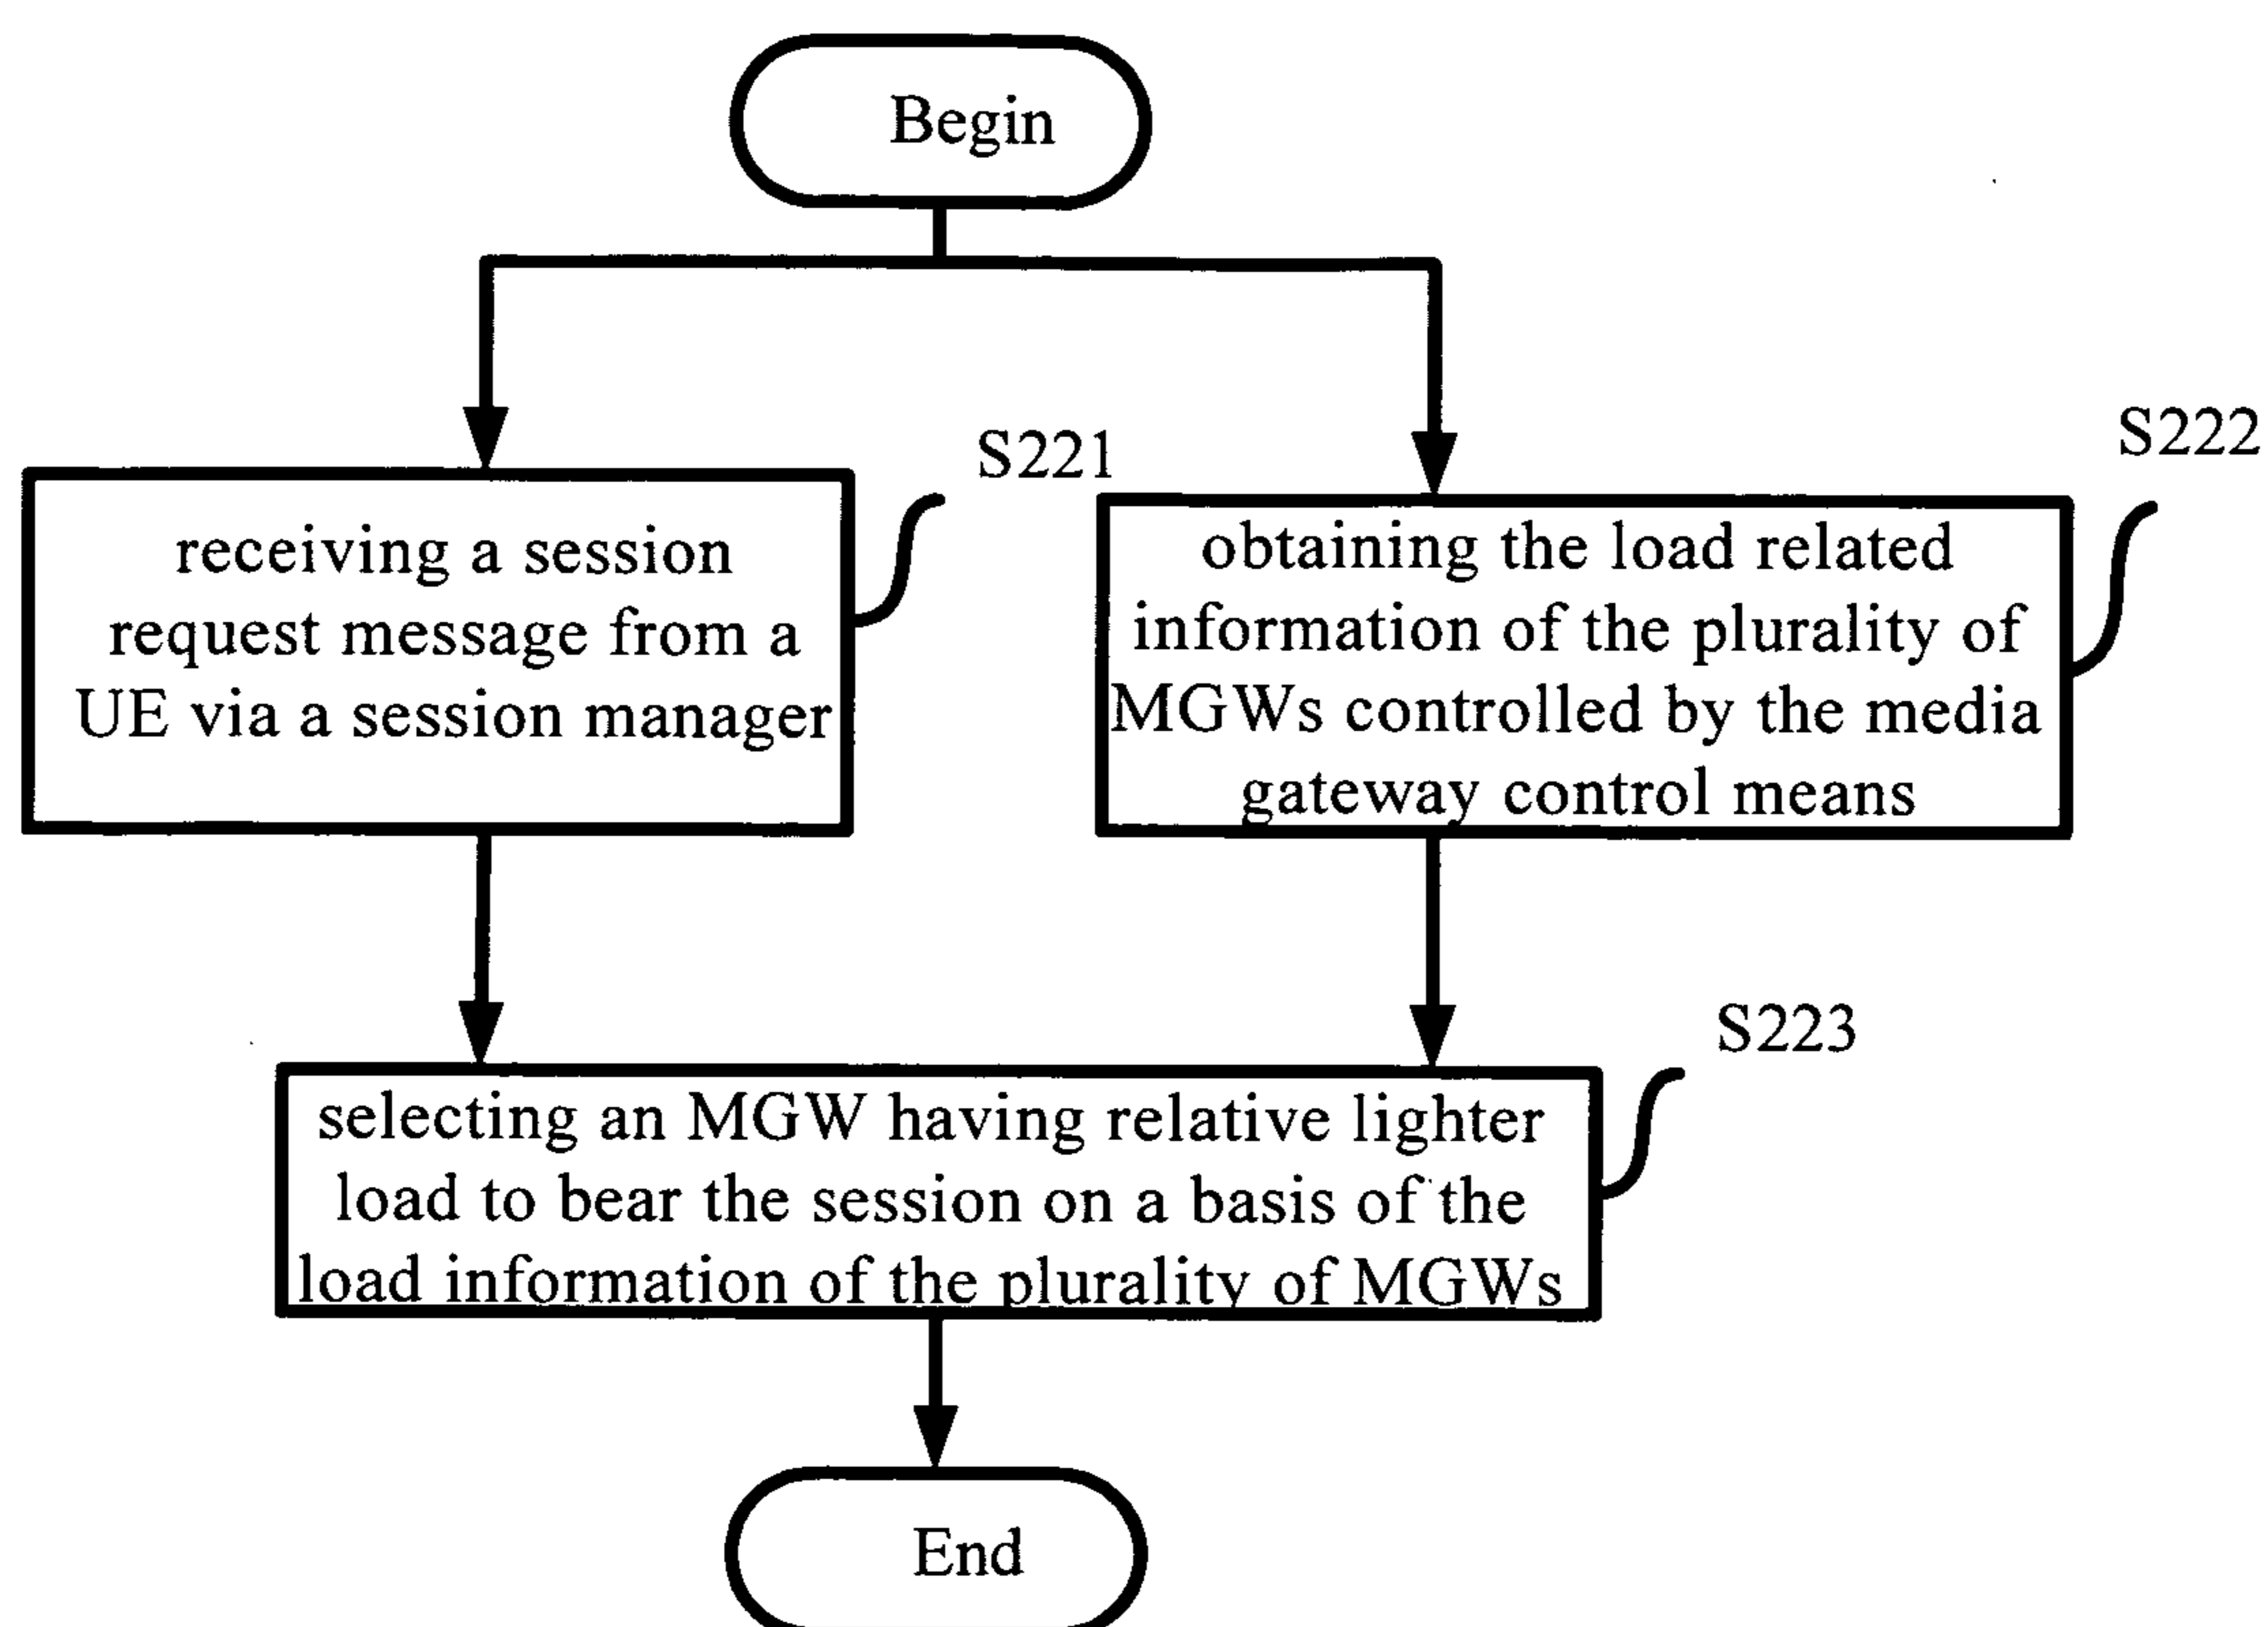 Begin
S221
receiving a session
request message from a
UE via a session manager
S222
obtaining the load related
information of the plurality of
MGWs controlled by the media
gateway control means
S223
selecting an MGW having relative lighter
load to bear the session on a basis of the
load information of the plurality of MGWs
End